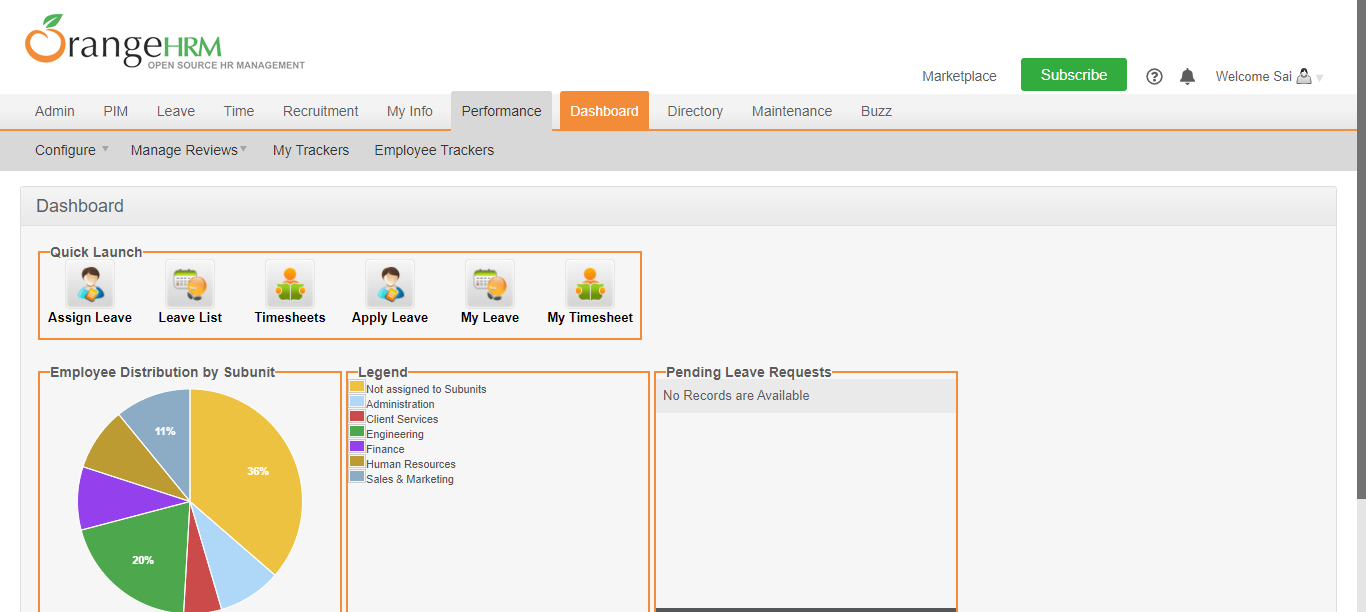 OrangeHRM
OPEN SOURCE HR MANAGEMENT
Marketplace Subscribe ? Welcome Sai
Admin PIM Leave Time Recruitment My Info Performance Dashboard Directory Maintenance Buzz
Configure Manage Reviews My Trackers Employee Trackers
Dashboard
Quick Launch
Assign Leave Leave List Timesheets Apply Leave My Leave My Timesheet
Employee Distribution by Subunit
11%
36%
20%
Legend
Not assigned to Subunits
Administration
Client Services
Engineering
Finance
Human Resources
Sales & Marketing
Pending Leave Requests
No Records are Available